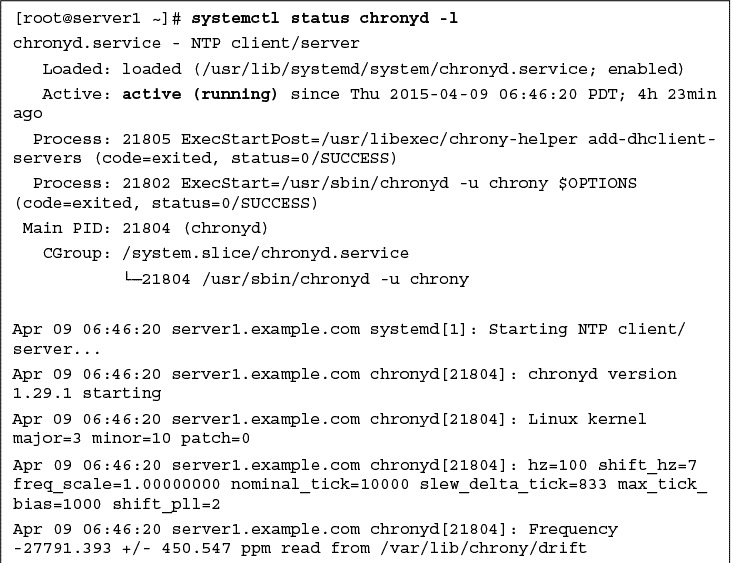 [root@server1 ~]# systemctl status chronyd -l
chronyd.service - NTP client/server
   Loaded: loaded (/usr/lib/systemd/system/chronyd.service; enabled)
   Active: active (running) since Thu 2015-04-09 06:46:20 PDT; 4h 23min
ago
  Process: 21805 ExecStartPost=/usr/libexec/chrony-helper add-dhclient-
servers (code=exited, status=0/SUCCESS)
  Process: 21802 ExecStart=/usr/sbin/chronyd -u chrony $OPTIONS
(code=exited, status=0/SUCCESS)
 Main PID: 21804 (chronyd)
   CGroup: /system.slice/chronyd.service
           └─21804 /usr/sbin/chronyd -u chrony
Apr 09 06:46:20 server1.example.com systemd[1]: Starting NTP client/
server...
Apr 09 06:46:20 server1.example.com chronyd[21804]: chronyd version
1.29.1 starting
Apr 09 06:46:20 server1.example.com chronyd[21804]: Linux kernel
major=3 minor=10 patch=0
Apr 09 06:46:20 server1.example.com chronyd[21804]: hz=100 shift_hz=7
freq_scale=1.00000000 nominal_tick=10000 slew_delta_tick=833 max_tick_
bias=1000 shift_pll=2
Apr 09 06:46:20 server1.example.com chronyd[21804]: Frequency
-27791.393 +/- 450.547 ppm read from /var/lib/chrony/drift